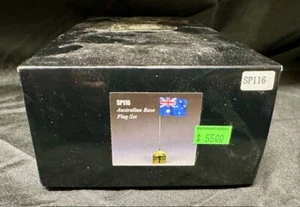 SP116
SP116
Australian Base
Flag Set
$ 5500